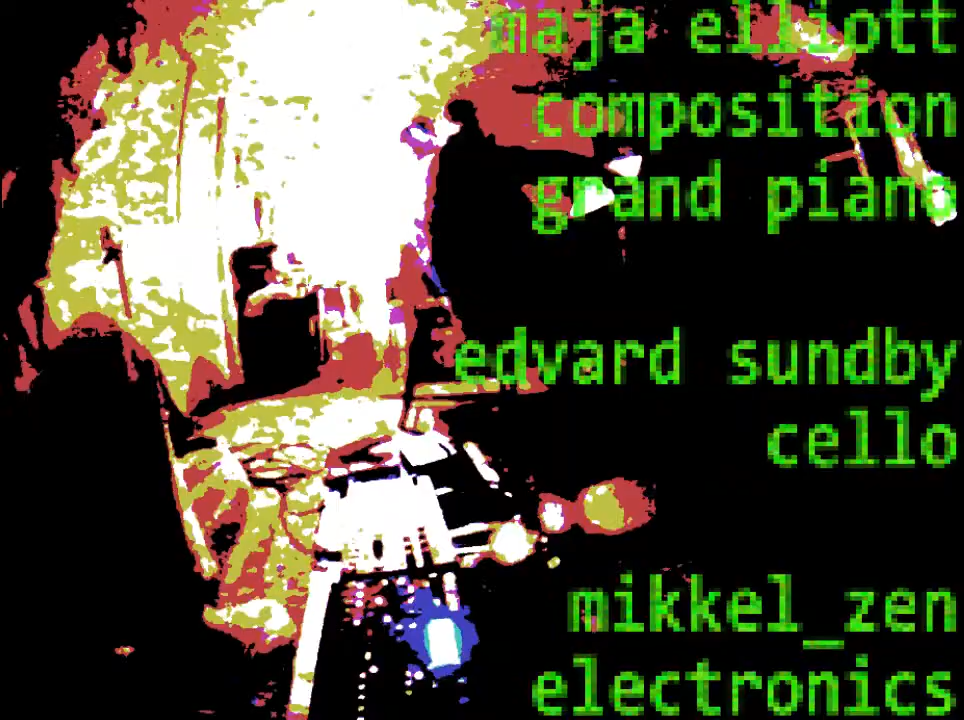 maja elliott
composition
grand piano
edvard sundby
cello
mikkel_zen
electronics